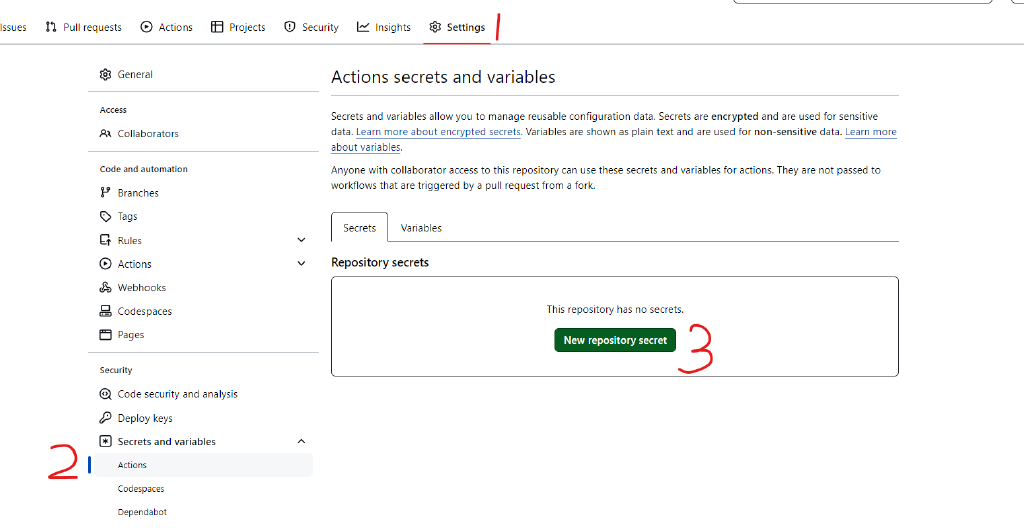 Issues Pull requests Actions Projects Security Insights Settings 1
General
Access
Collaborators
Code and automation
Branches
Tags
Rules
Actions
Webhooks
Codespaces
Pages
Security
Code security and analysis
Deploy keys
Secrets and variables
2
Actions
Codespaces
Dependabot
Actions secrets and variables
Secrets and variables allow you to manage reusable configuration data. Secrets are encrypted and are used for sensitive
data. Learn more about encrypted secrets. Variables are shown as plain text and are used for non-sensitive data. Learn more
about variables.
Anyone with collaborator access to this repository can use these secrets and variables for actions. They are not passed to
workflows that are triggered by a pull request from a fork.
Secrets Variables
Repository secrets
This repository has no secrets.
New repository secret 3